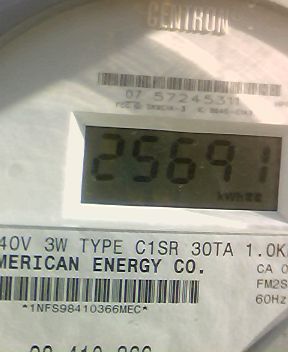 CENTRON
07 57245311
25691
kWh
40V 3W TYPE C1SR 30TA 1.0K
MERICAN ENERGY CO.
CA 0
FM2S
60Hz
*1NFS98410366MEC*